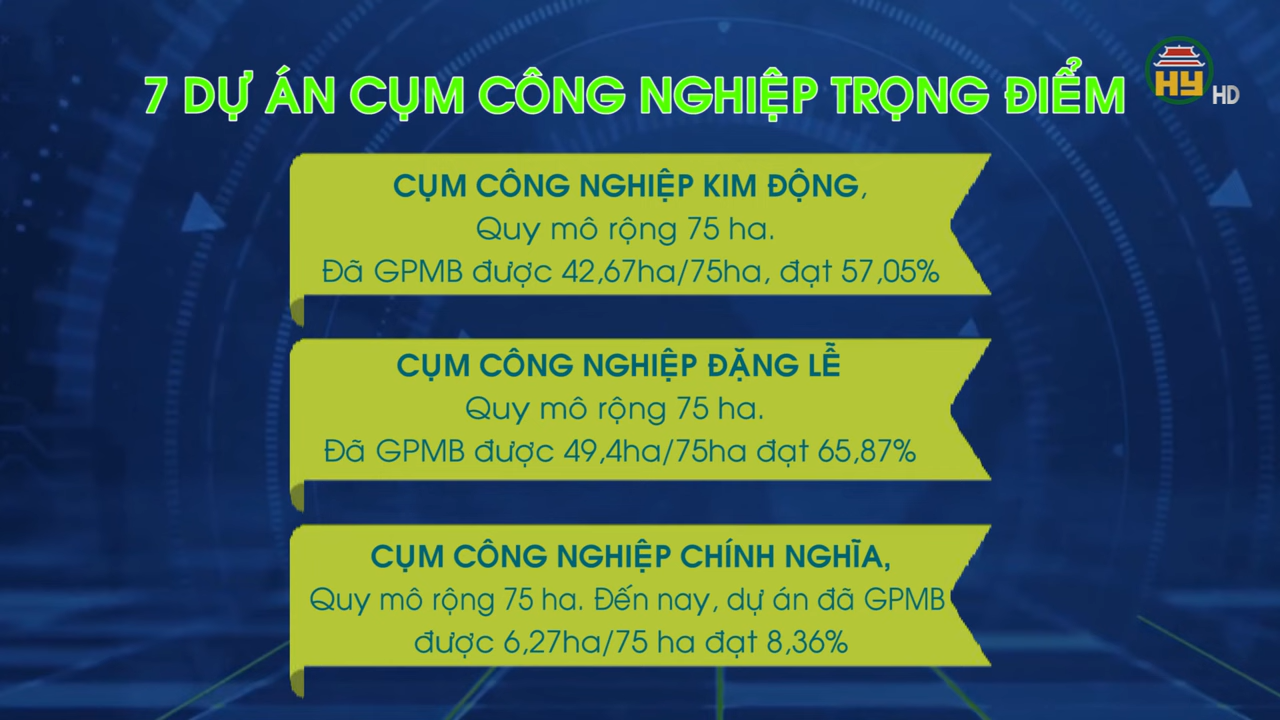 7 DỰ ÁN CỤM CÔNG NGHIỆP TRỌNG ĐIỂM
HY HD
CỤM CÔNG NGHIỆP KIM ĐỘNG,
Quy mô rộng 75 ha.
Đã GPMB được 42,67ha/75ha, đạt 57,05%
CỤM CÔNG NGHIỆP ĐẶNG LỄ
Quy mô rộng 75 ha.
Đã GPMB được 49,4ha/75ha đạt 65,87%
CỤM CÔNG NGHIỆP CHÍNH NGHĨA,
Quy mô rộng 75 ha. Đến nay, dự án đã GPMB
được 6,27ha/75 ha đạt 8,36%